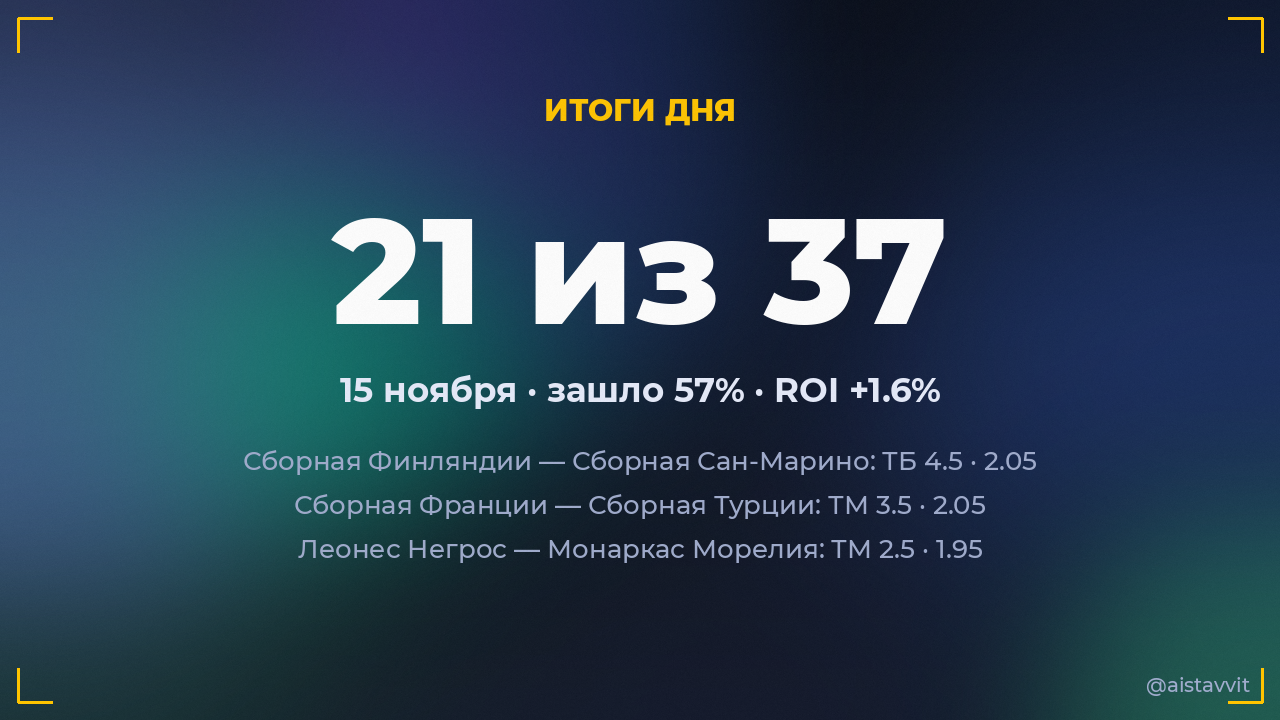 ИТОГИ ДНЯ
21 из 37
15 ноября · зашло 57% · ROI +1.6%
Сборная Финляндии — Сборная Сан-Марино: ТБ 4.5 · 2.05
Сборная Франции — Сборная Турции: ТМ 3.5 · 2.05
Леонес Негрос — Монаркас Морелия: ТМ 2.5 · 1.95
@aistavvit